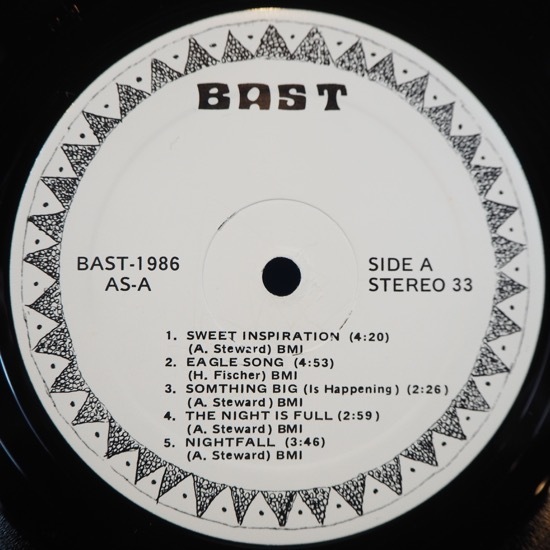 BAST
BAST-1986
AS-A
SIDE A
STEREO 33
1. SWEET INSPIRATION (4:20)
(A. Steward) BMI
2. EAGLE SONG (4:53)
(H. Fischer) BMI
3. SOMTHING BIG (Is Happening) (2:26)
(A. Steward) BMI
4. THE NIGHT IS FULL (2:59)
(A. Steward) BMI
5. NIGHTFALL (3:46)
(A. Steward) BMI